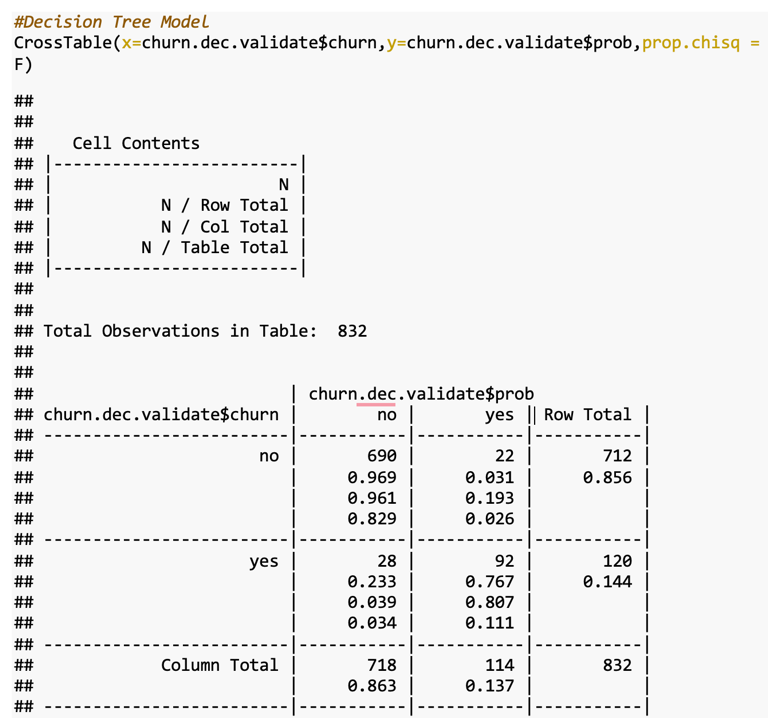 #Decision Tree Model
CrossTable(x=churn.dec.validate$churn,y=churn.dec.validate$prob,prop.chisq =
F)
##
##
##    Cell Contents
## |-------------------------|
## |                       N |
## |           N / Row Total |
## |           N / Col Total |
## |         N / Table Total |
## |-------------------------|
##
##
## Total Observations in Table:  832
##
##
##                          | churn.dec.validate$prob
## churn.dec.validate$churn |        no |       yes || Row Total |
## -------------------------|-----------|-----------|-----------|
##                       no |       690 |        22 |       712 |
##                          |     0.969 |     0.031 |     0.856 |
##                          |     0.961 |     0.193 |           |
##                          |     0.829 |     0.026 |           |
## -------------------------|-----------|-----------|-----------|
##                      yes |        28 |        92 |       120 |
##                          |     0.233 |     0.767 |     0.144 |
##                          |     0.039 |     0.807 |           |
##                          |     0.034 |     0.111 |           |
## -------------------------|-----------|-----------|-----------|
##             Column Total |       718 |       114 |       832 |
##                          |     0.863 |     0.137 |           |
## -------------------------|-----------|-----------|-----------|